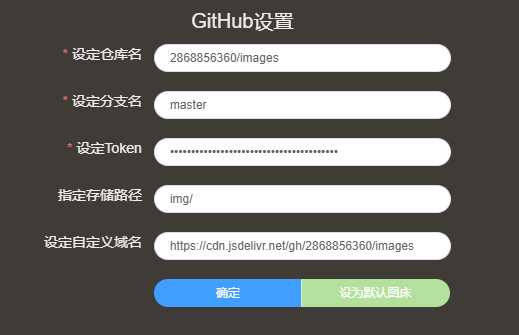 GitHub设置
* 设定仓库名 2868856360/images
* 设定分支名 master
* 设定Token ••••••••••••••••••••••••••••••••••••••••
指定存储路径 img/
设定自定义域名 https://cdn.jsdelivr.net/gh/2868856360/images
确定 设为默认图床